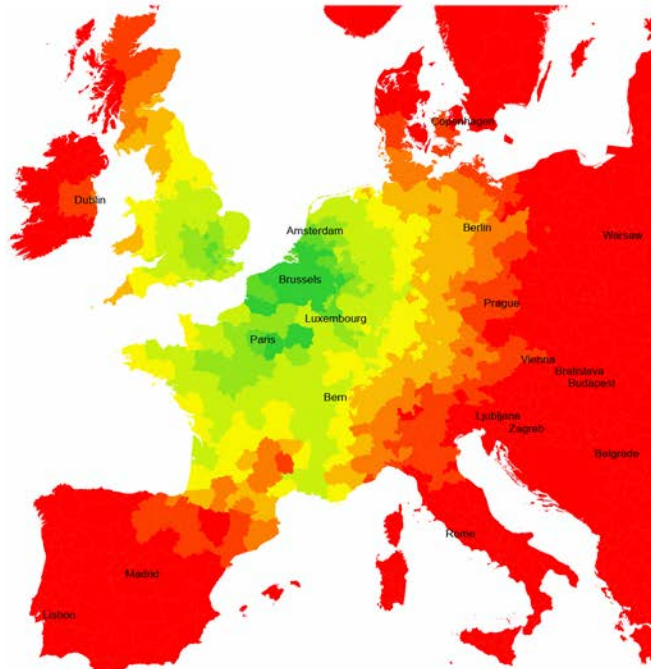 Copenhagen
Dublin
Amsterdam
Berlin
Warsaw
Brussels
Prague
Luxembourg
Paris
Vienna
Bratislava
Budapest
Bern
Ljubljana
Zagreb
Belgrade
Rome
Madrid
Lisbon